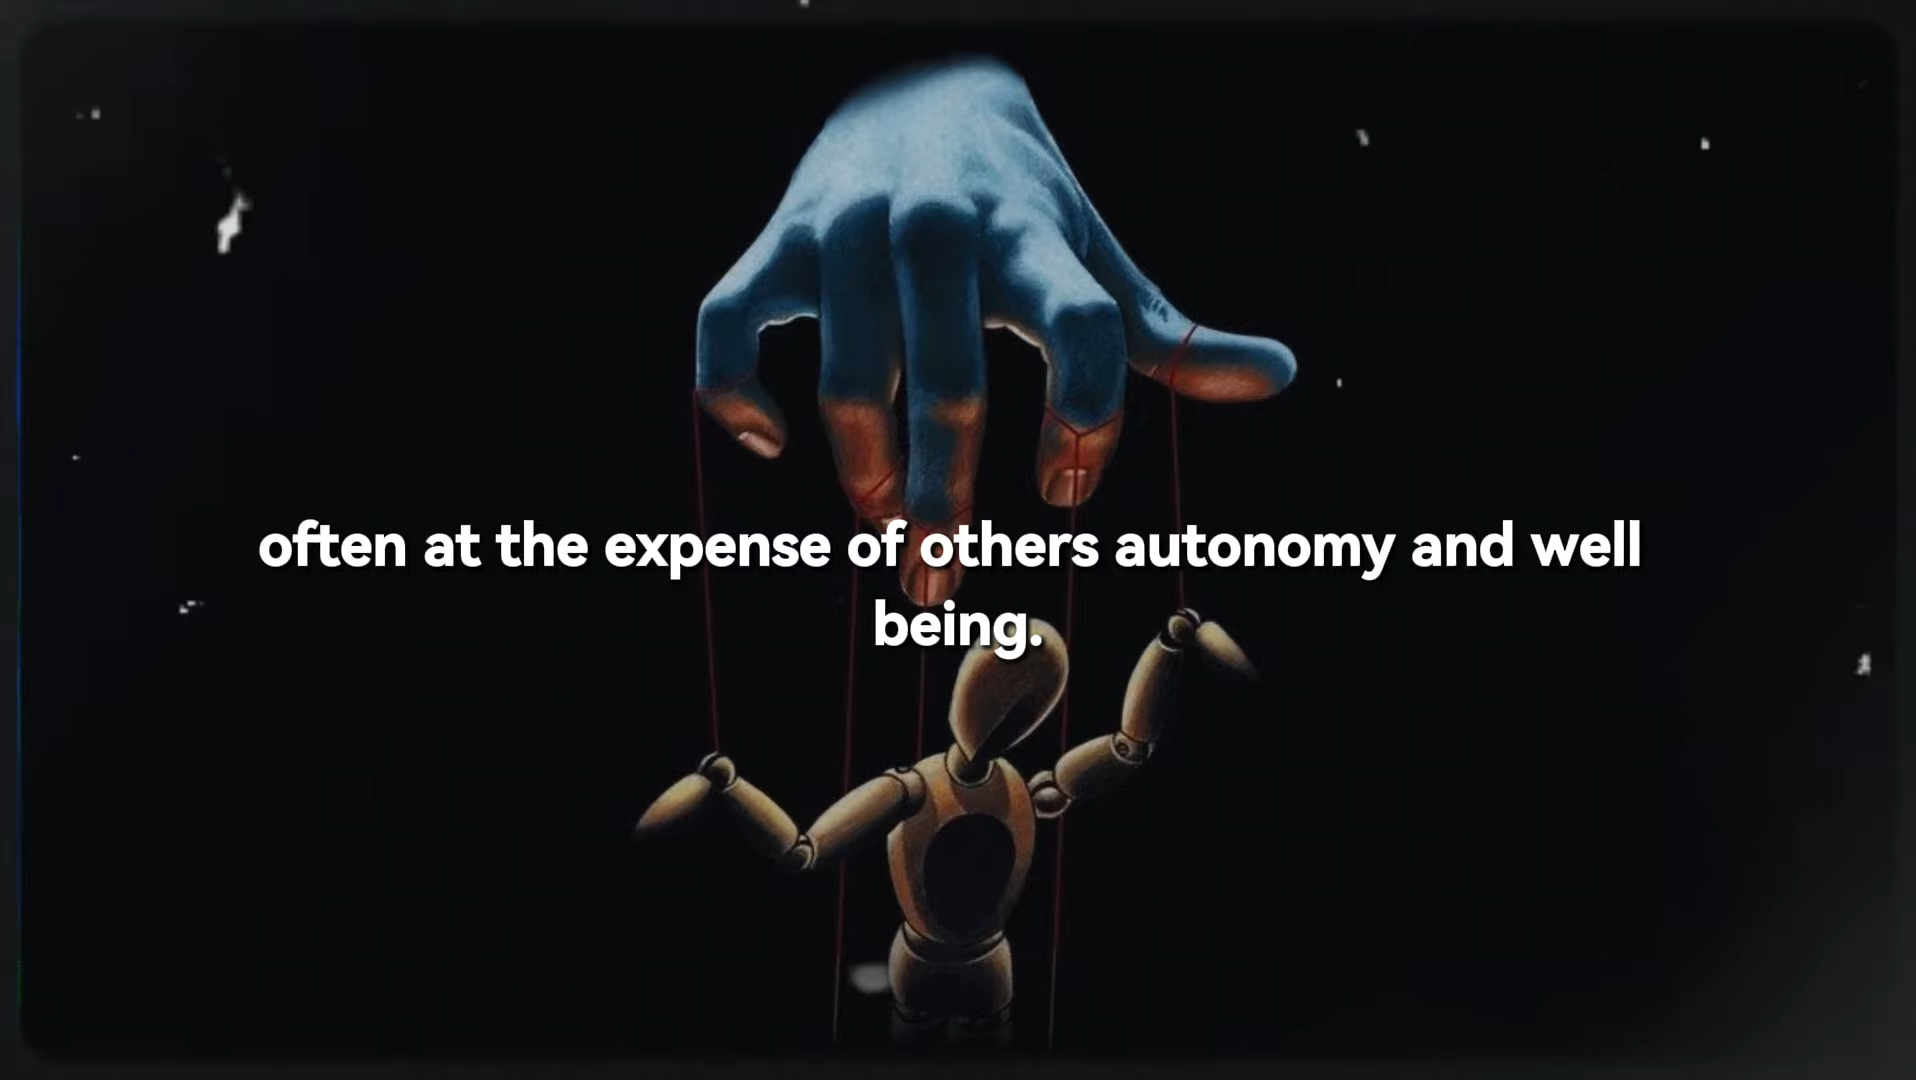 often at the expense of others autonomy and well
being.